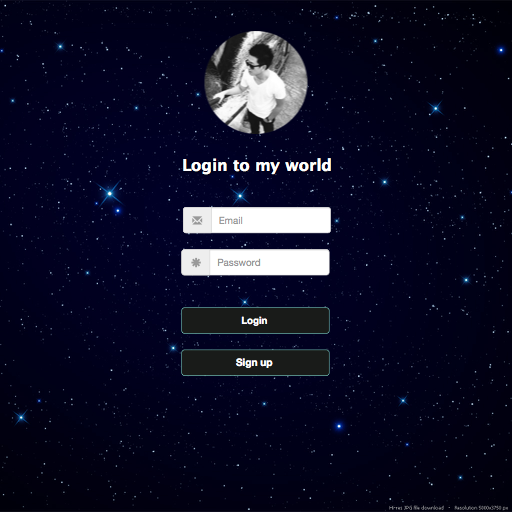 Login to my world
Email
Password
Login
Sign up
Hi-res JPG file download - Resolution 5000x3750 px